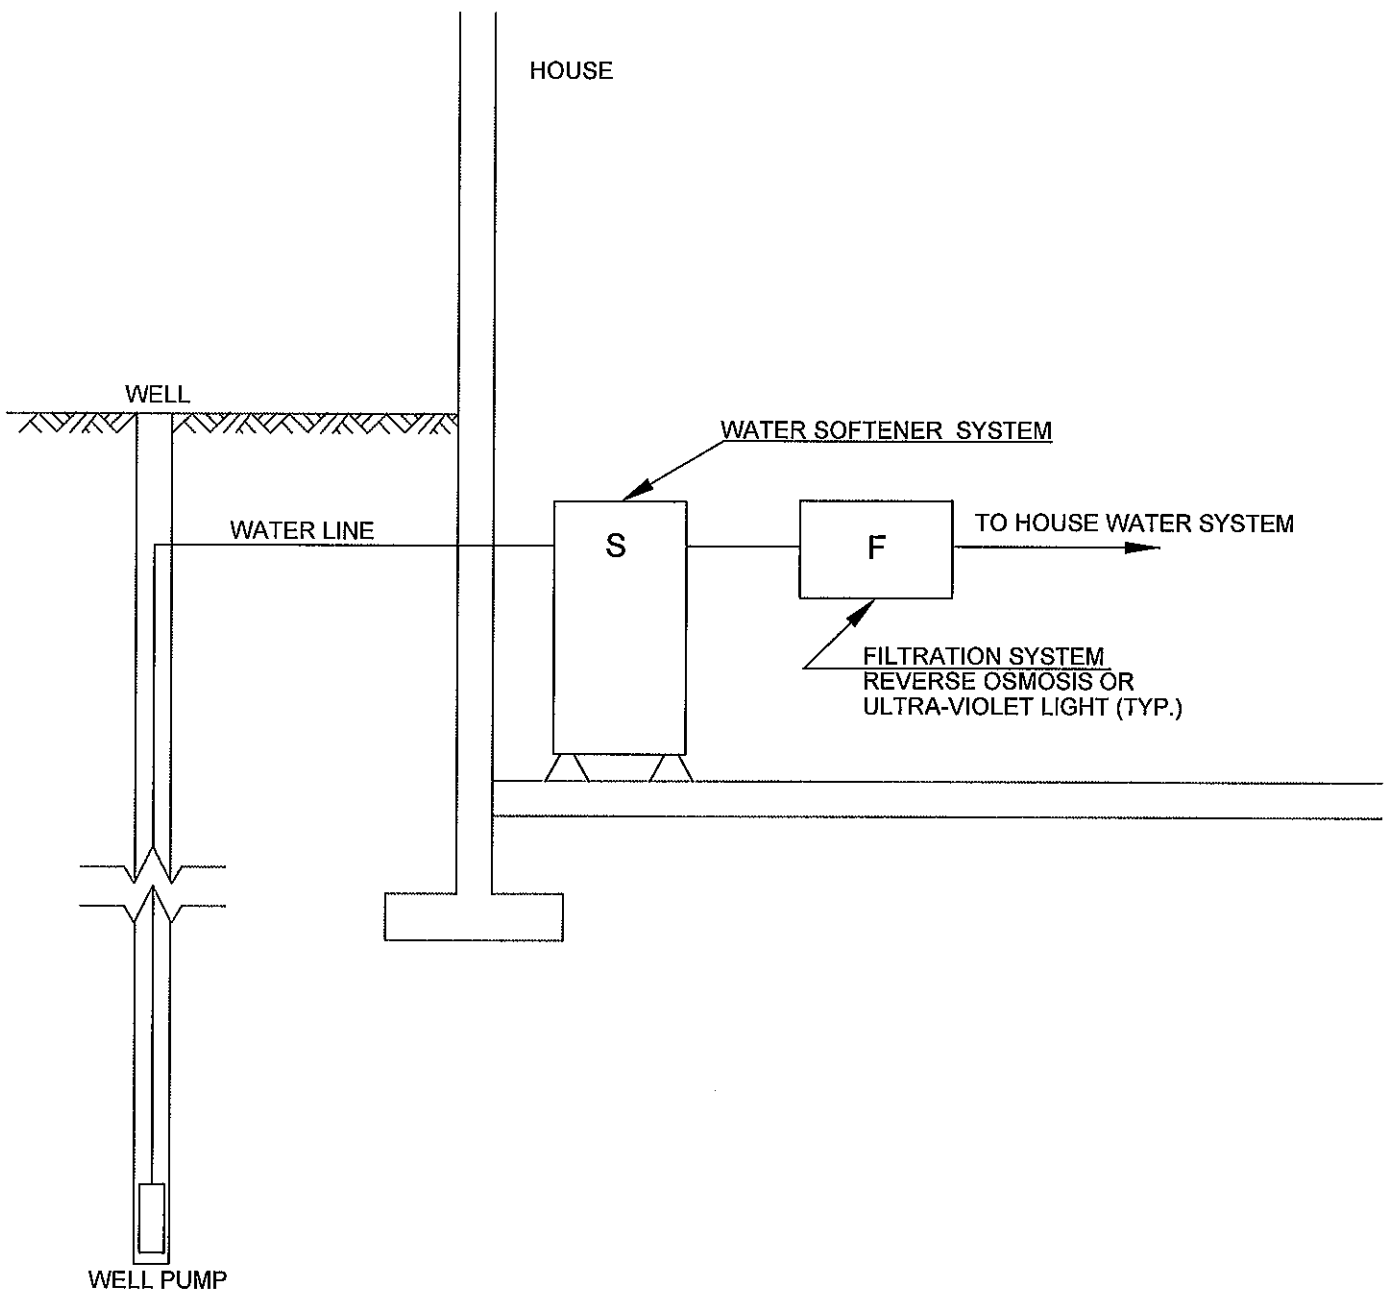 HOUSE
WELL
WATER SOFTENER SYSTEM
WATER LINE
S
F
TO HOUSE WATER SYSTEM
FILTRATION SYSTEM
REVERSE OSMOSIS OR
ULTRA-VIOLET LIGHT (TYP.)
WELL PUMP